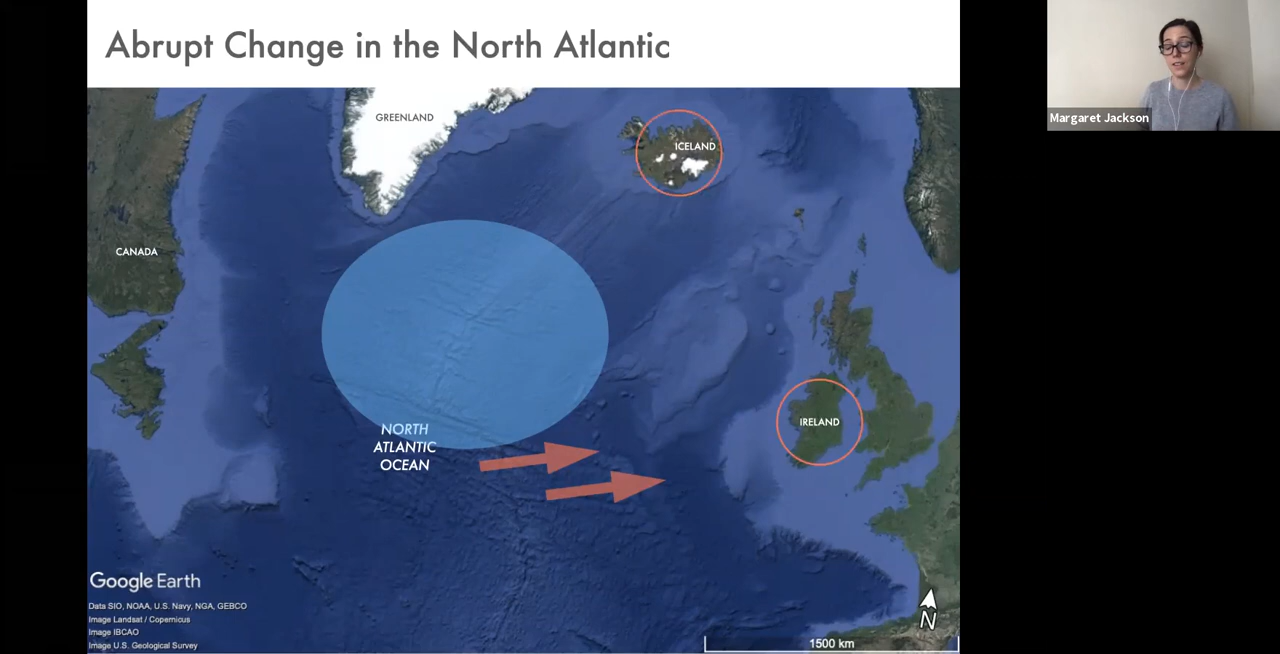 Abrupt Change in the North Atlantic
Margaret Jackson
GREENLAND
ICELAND
CANADA
IRELAND
NORTH
ATLANTIC
OCEAN
Google Earth
Data SIO, NOAA, U.S. Navy, NGA, GEBCO
Image Landsat / Copernicus
Image IBCAO
Image U.S. Geological Survey
N
1500 km